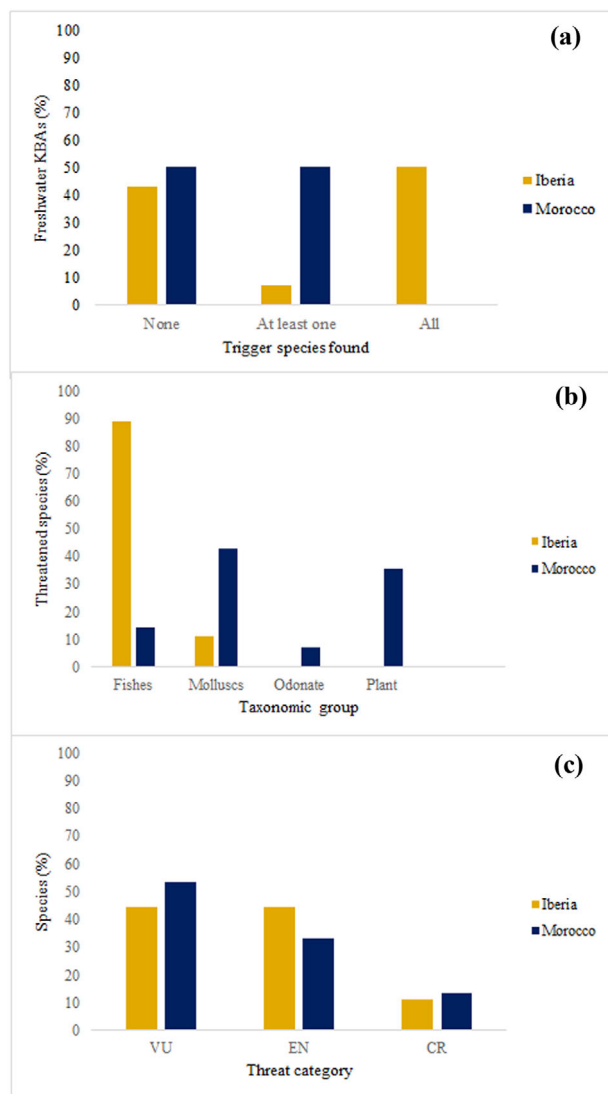 (a)
Freshwater KBAs (%)
100
90
80
70
60
50
40
30
20
10
0
None At least one All
Trigger species found
Iberia
Morocco
(b)
Threatened species (%)
100
90
80
70
60
50
40
30
20
10
0
Fishes Molluscs Odonate Plant
Taxonomic group
Iberia
Morocco
(c)
Species (%)
100
90
80
70
60
50
40
30
20
10
0
VU EN CR
Threat category
Iberia
Morocco